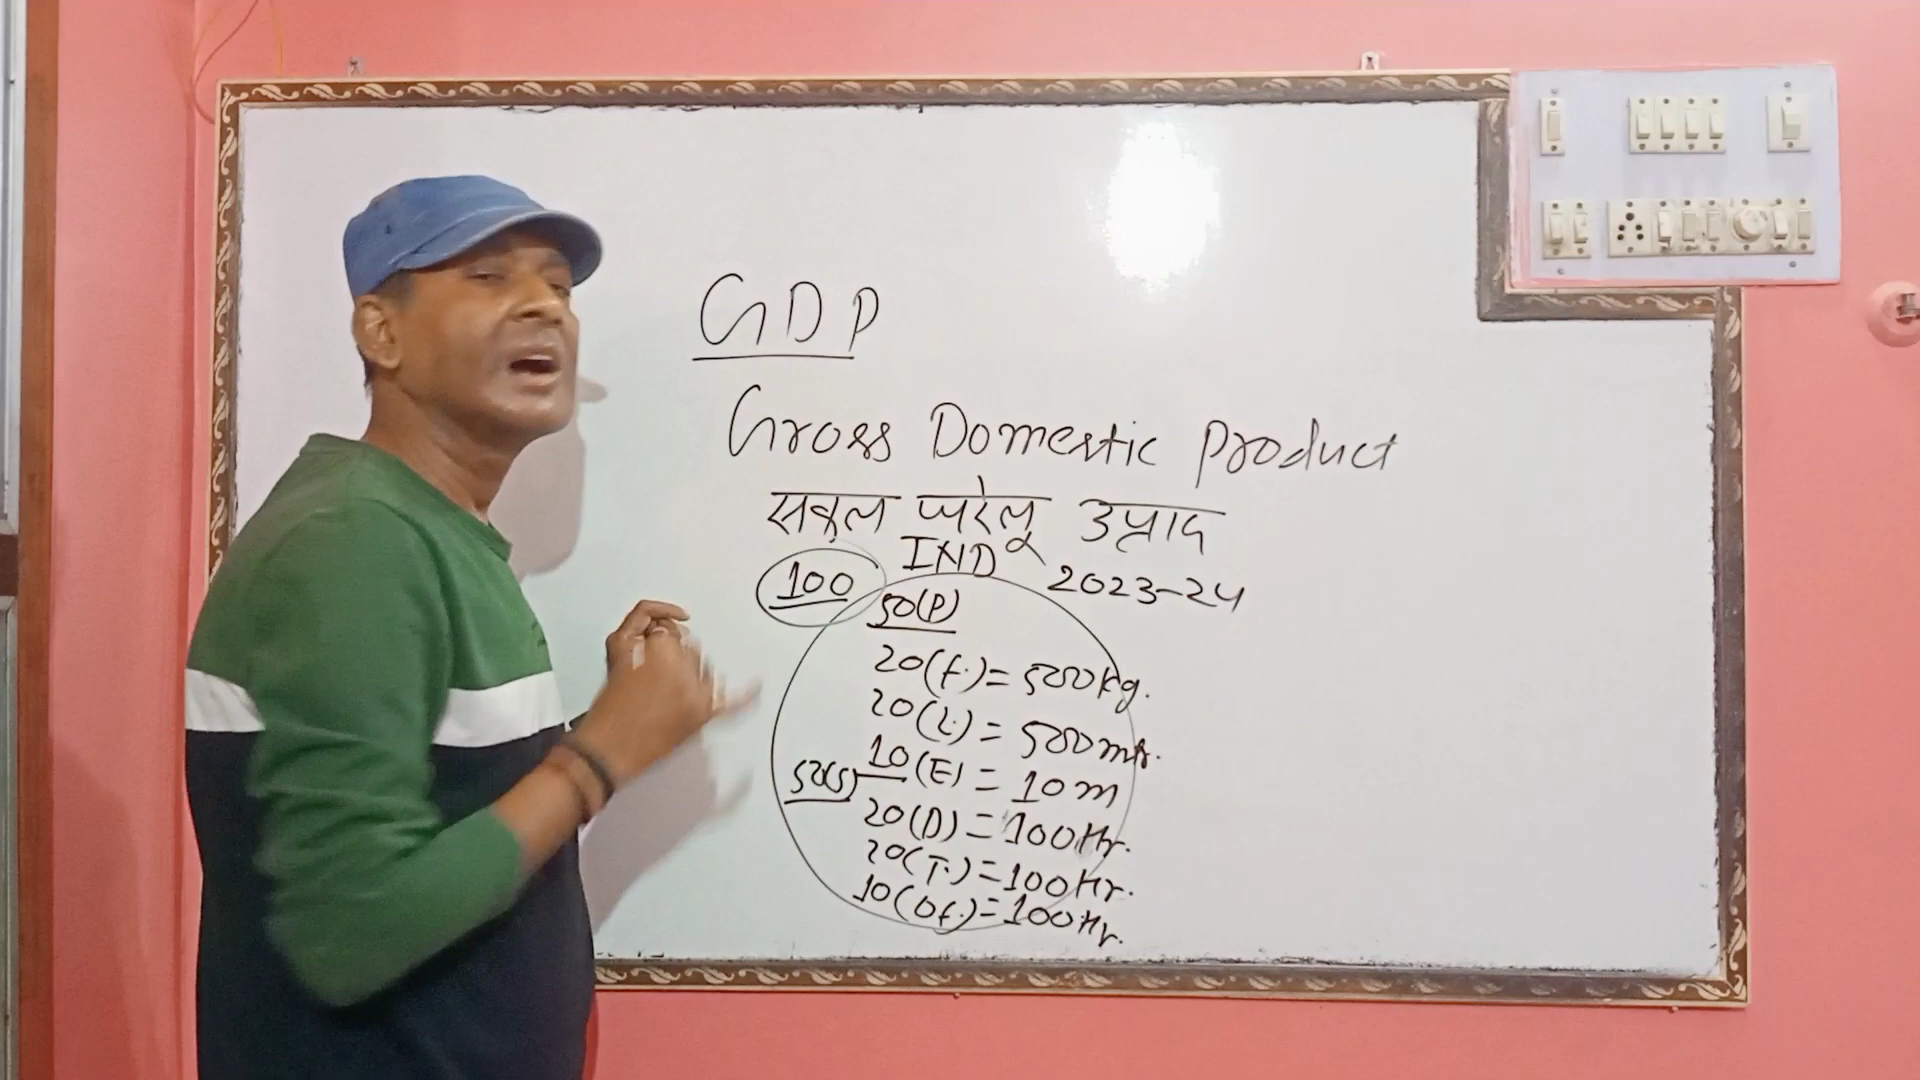 GDP
Gross Domestic Product
सकल घरेलू उत्पाद
IND
100 2023-24
50(P)
20(f.)= 500kg.
20(L)= 500mtr.
10(E) = 10m
50(S)
20(D)=100Hr.
20(T.)=100Hr.
10(Of.)=100Hr.